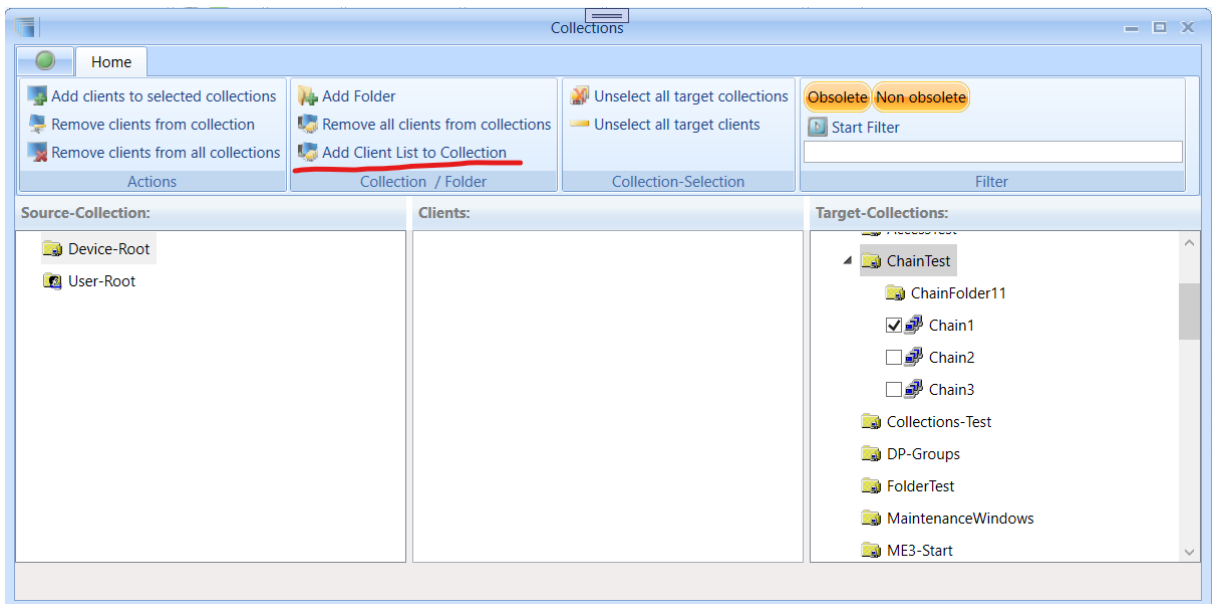 Collections
Home
Add clients to selected collections
Remove clients from collection
Remove clients from all collections
Actions
Add Folder
Remove all clients from collections
Add Client List to Collection
Collection / Folder
Unselect all target collections
Unselect all target clients
Collection-Selection
Obsolete Non obsolete
Start Filter
Filter
Source-Collection:
Device-Root
User-Root
Clients:
Target-Collections:
AccessTest
ChainTest
ChainFolder11
Chain1
Chain2
Chain3
Collections-Test
DP-Groups
FolderTest
MaintenanceWindows
ME3-Start